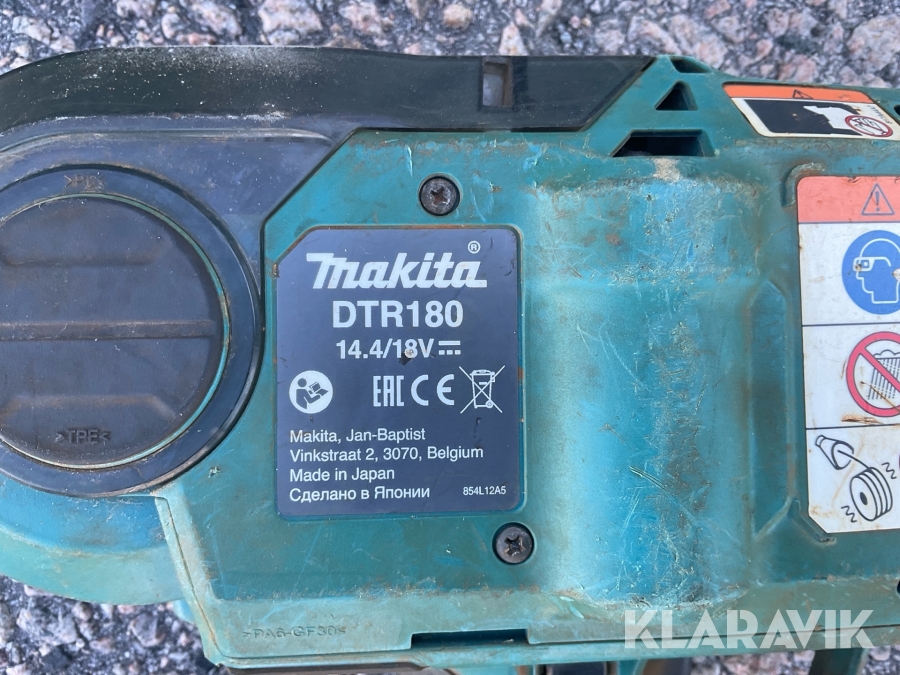 makita®
DTR180
14.4/18V
EAC CE
Makita, Jan-Baptist
Vinkstraat 2, 3070, Belgium
Made in Japan
Сделано в Японии
854L12A5
>TPE<
>PA6-GF30<
KLARAVIK